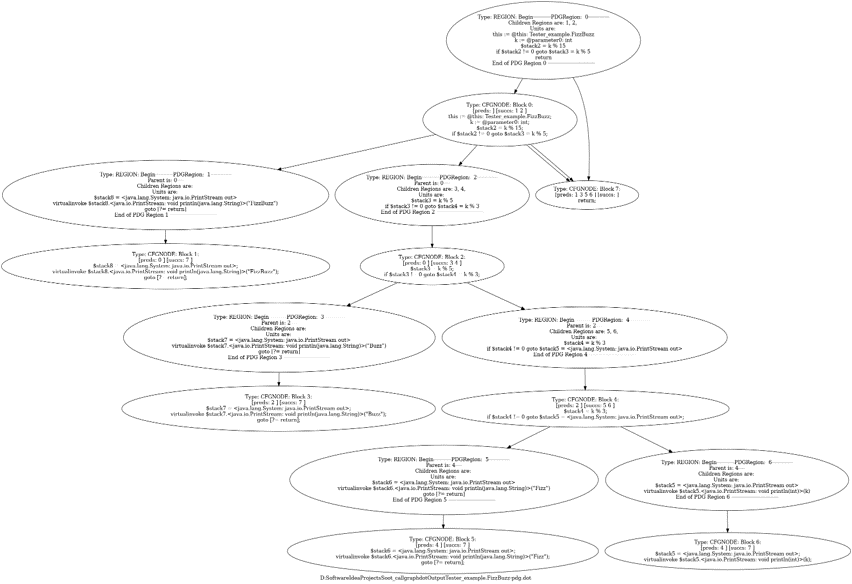 Type: REGION: Begin----------PDGRegion:  0------------
Children Regions are: 1, 2,
Units are:
this := @this: Tester_example.FizzBuzz
k := @parameter0: int
$stack2 = k % 15
if $stack2 != 0 goto $stack3 = k % 5
return
End of PDG Region 0 -----------------------------
Type: CFGNODE: Block 0:
[preds: ] [succs: 1 2 ]
this := @this: Tester_example.FizzBuzz;
k := @parameter0: int;
$stack2 = k % 15;
if $stack2 != 0 goto $stack3 = k % 5;
Type: REGION: Begin----------PDGRegion:  1------------
Parent is: 0----
Children Regions are:
Units are:
$stack8 = <java.lang.System: java.io.PrintStream out>
virtualinvoke $stack8.<java.io.PrintStream: void println(java.lang.String)>("FizzBuzz")
goto [?= return]
End of PDG Region 1 -----------------------------
Type: REGION: Begin----------PDGRegion:  2------------
Parent is: 0----
Children Regions are: 3, 4,
Units are:
$stack3 = k % 5
if $stack3 != 0 goto $stack4 = k % 3
End of PDG Region 2 -----------------------------
Type: CFGNODE: Block 7:
[preds: 1 3 5 6 ] [succs: ]
return;
Type: CFGNODE: Block 1:
[preds: 0 ] [succs: 7 ]
$stack8 = <java.lang.System: java.io.PrintStream out>;
virtualinvoke $stack8.<java.io.PrintStream: void println(java.lang.String)>("FizzBuzz");
goto [?= return];
Type: CFGNODE: Block 2:
[preds: 0 ] [succs: 3 4 ]
$stack3 = k % 5;
if $stack3 != 0 goto $stack4 = k % 3;
Type: REGION: Begin----------PDGRegion:  3------------
Parent is: 2----
Children Regions are:
Units are:
$stack7 = <java.lang.System: java.io.PrintStream out>
virtualinvoke $stack7.<java.io.PrintStream: void println(java.lang.String)>("Buzz")
goto [?= return]
End of PDG Region 3 -----------------------------
Type: REGION: Begin----------PDGRegion:  4------------
Parent is: 2----
Children Regions are: 5, 6,
Units are:
$stack4 = k % 3
if $stack4 != 0 goto $stack5 = <java.lang.System: java.io.PrintStream out>
End of PDG Region 4 -----------------------------
Type: CFGNODE: Block 3:
[preds: 2 ] [succs: 7 ]
$stack7 = <java.lang.System: java.io.PrintStream out>;
virtualinvoke $stack7.<java.io.PrintStream: void println(java.lang.String)>("Buzz");
goto [?= return];
Type: CFGNODE: Block 4:
[preds: 2 ] [succs: 5 6 ]
$stack4 = k % 3;
if $stack4 != 0 goto $stack5 = <java.lang.System: java.io.PrintStream out>;
Type: REGION: Begin----------PDGRegion:  5------------
Parent is: 4----
Children Regions are:
Units are:
$stack6 = <java.lang.System: java.io.PrintStream out>
virtualinvoke $stack6.<java.io.PrintStream: void println(java.lang.String)>("Fizz")
goto [?= return]
End of PDG Region 5 -----------------------------
Type: REGION: Begin----------PDGRegion:  6------------
Parent is: 4----
Children Regions are:
Units are:
$stack5 = <java.lang.System: java.io.PrintStream out>
virtualinvoke $stack5.<java.io.PrintStream: void println(int)>(k)
End of PDG Region 6 -----------------------------
Type: CFGNODE: Block 5:
[preds: 4 ] [succs: 7 ]
$stack6 = <java.lang.System: java.io.PrintStream out>;
virtualinvoke $stack6.<java.io.PrintStream: void println(java.lang.String)>("Fizz");
goto [?= return];
Type: CFGNODE: Block 6:
[preds: 4 ] [succs: 7 ]
$stack5 = <java.lang.System: java.io.PrintStream out>;
virtualinvoke $stack5.<java.io.PrintStream: void println(int)>(k);
D:SoftwareIdeaProjectsSoot_callgraphdotOutputTester_example.FizzBuzz-pdg.dot